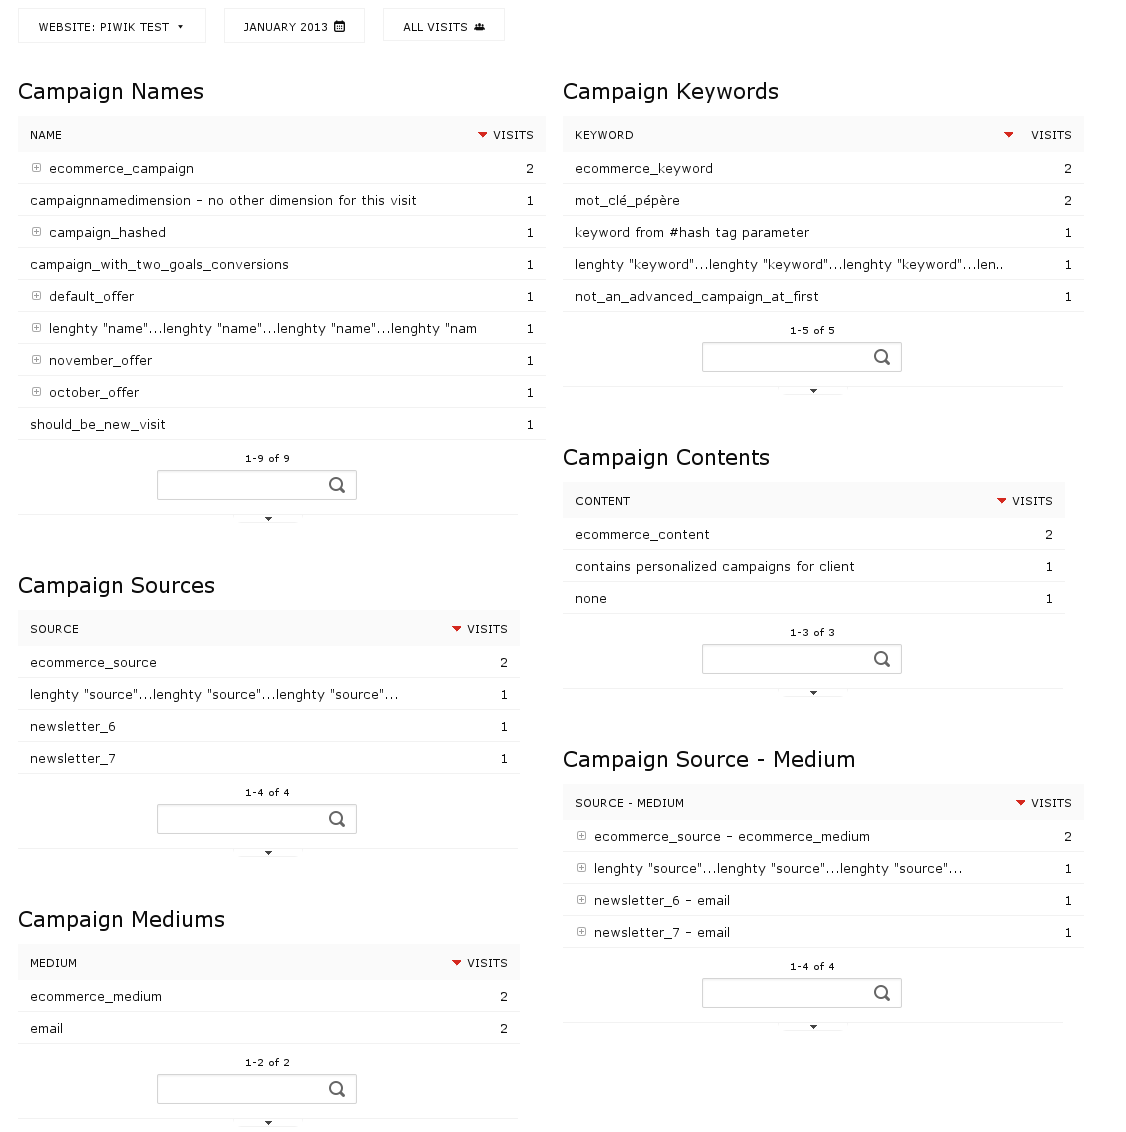 WEBSITE: PIWIK TEST
JANUARY 2013
ALL VISITS
Campaign Names
NAME VISITS
ecommerce_campaign 2
campaignnamedimension - no other dimension for this visit 1
campaign_hashed 1
campaign_with_two_goals_conversions 1
default_offer 1
lenghty "name"...lenghty "name"...lenghty "name"...lenghty "nam 1
november_offer 1
october_offer 1
should_be_new_visit 1
1-9 of 9
Campaign Sources
SOURCE VISITS
ecommerce_source 2
lenghty "source"...lenghty "source"...lenghty "source"... 1
newsletter_6 1
newsletter_7 1
1-4 of 4
Campaign Mediums
MEDIUM VISITS
ecommerce_medium 2
email 2
1-2 of 2
Campaign Keywords
KEYWORD VISITS
ecommerce_keyword 2
mot_clé_pépère 2
keyword from #hash tag parameter 1
lenghty "keyword"...lenghty "keyword"...lenghty "keyword"...len.. 1
not_an_advanced_campaign_at_first 1
1-5 of 5
Campaign Contents
CONTENT VISITS
ecommerce_content 2
contains personalized campaigns for client 1
none 1
1-3 of 3
Campaign Source - Medium
SOURCE - MEDIUM VISITS
ecommerce_source - ecommerce_medium 2
lenghty "source"...lenghty "source"...lenghty "source"... 1
newsletter_6 - email 1
newsletter_7 - email 1
1-4 of 4